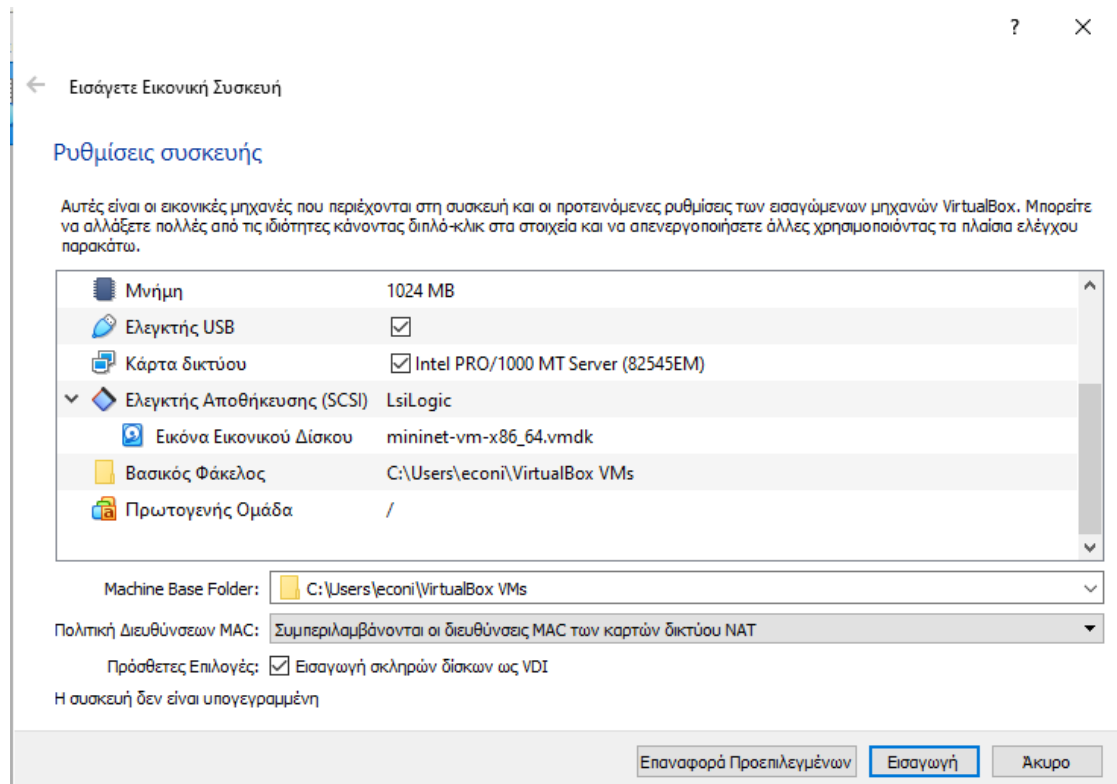 ?
Εισάγετε Εικονική Συσκευή
Ρυθμίσεις συσκευής
Αυτές είναι οι εικονικές μηχανές που περιέχονται στη συσκευή και οι προτεινόμενες ρυθμίσεις των εισαγώμενων μηχανών VirtualBox. Μπορείτε
να αλλάξετε πολλές από τις ιδιότητες κάνοντας διπλό-κλικ στα στοιχεία και να απενεργοποιήσετε άλλες χρησιμοποιόντας τα πλαίσια ελέγχου
παρακάτω.
Μνήμη 1024 MB
Ελεγκτής USB
Κάρτα δικτύου Intel PRO/1000 MT Server (82545EM)
Ελεγκτής Αποθήκευσης (SCSI) LsiLogic
Εικόνα Εικονικού Δίσκου mininet-vm-x86_64.vmdk
Βασικός Φάκελος C:\Users\econi\VirtualBox VMs
Πρωτογενής Ομάδα /
Machine Base Folder: C:\Users\econi\VirtualBox VMs
Πολιτική Διευθύνσεων MAC: Συμπεριλαμβάνονται οι διευθύνσεις MAC των καρτών δικτύου NAT
Πρόσθετες Επιλογές: Εισαγωγή σκληρών δίσκων ως VDI
Η συσκευή δεν είναι υπογεγραμμένη
Επαναφορά Προεπιλεγμένων Εισαγωγή Άκυρο